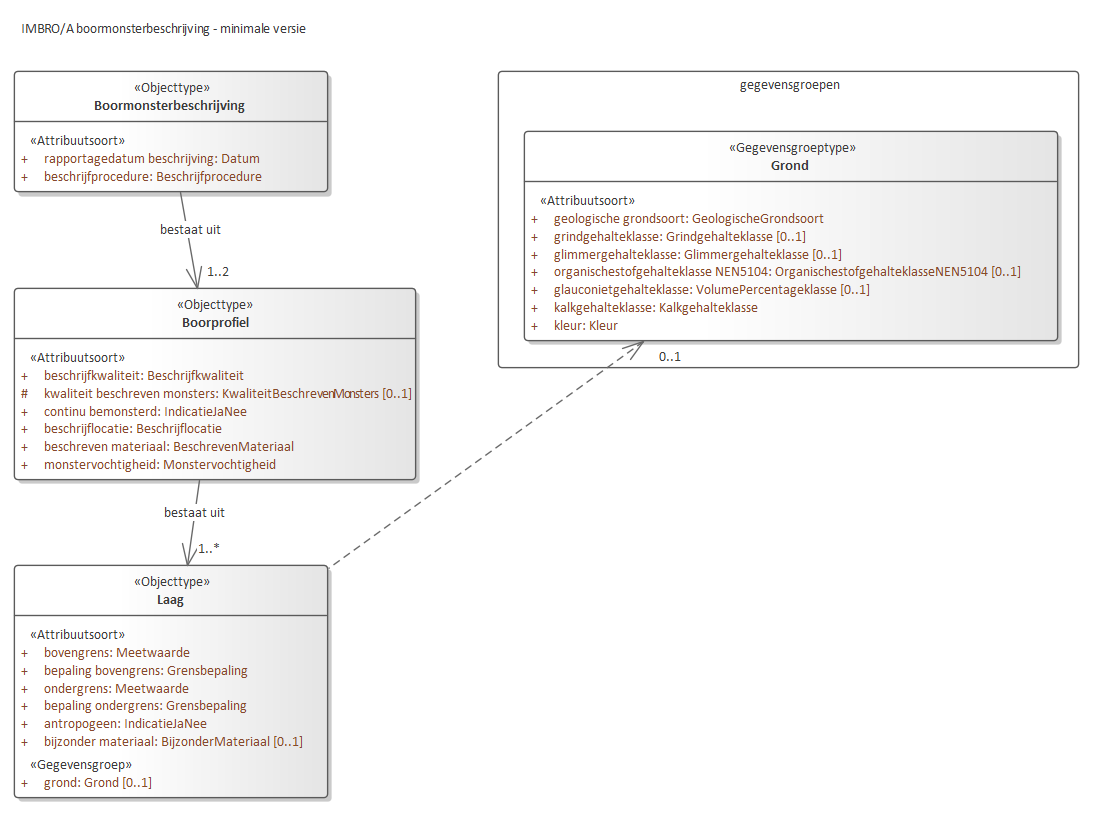 IMBRO/A boormonsterbeschrijving - minimale versie
«Objecttype»
Boormonsterbeschrijving
«Attribuutsoort»
+ rapportagedatum beschrijving: Datum
+ beschrijfprocedure: Beschrijfprocedure
bestaat uit
1..2
«Objecttype»
Boorprofiel
«Attribuutsoort»
+ beschrijfkwaliteit: Beschrijfkwaliteit
# kwaliteit beschreven monsters: KwaliteitBeschrevenMonsters [0..1]
+ continu bemonsterd: IndicatieJaNee
+ beschrijflocatie: Beschrijflocatie
+ beschreven materiaal: BeschrevenMateriaal
+ monstervochtigheid: Monstervochtigheid
bestaat uit
1..*
«Objecttype»
Laag
«Attribuutsoort»
+ bovengrens: Meetwaarde
+ bepaling bovengrens: Grensbepaling
+ ondergrens: Meetwaarde
+ bepaling ondergrens: Grensbepaling
+ antropogeen: IndicatieJaNee
+ bijzonder materiaal: BijzonderMateriaal [0..1]
«Gegevensgroep»
+ grond: Grond [0..1]
gegevensgroepen
«Gegevensgroeptype»
Grond
«Attribuutsoort»
+ geologische grondsoort: GeologischeGrondsoort
+ grindgehalteklasse: Grindgehalteklasse [0..1]
+ glimmergehalteklasse: Glimmergehalteklasse [0..1]
+ organischestofgehalteklasse NEN5104: OrganischestofgehalteklasseNEN5104 [0..1]
+ glauconietgehalteklasse: VolumePercentageklasse [0..1]
+ kalkgehalteklasse: Kalkgehalteklasse
+ kleur: Kleur
0..1